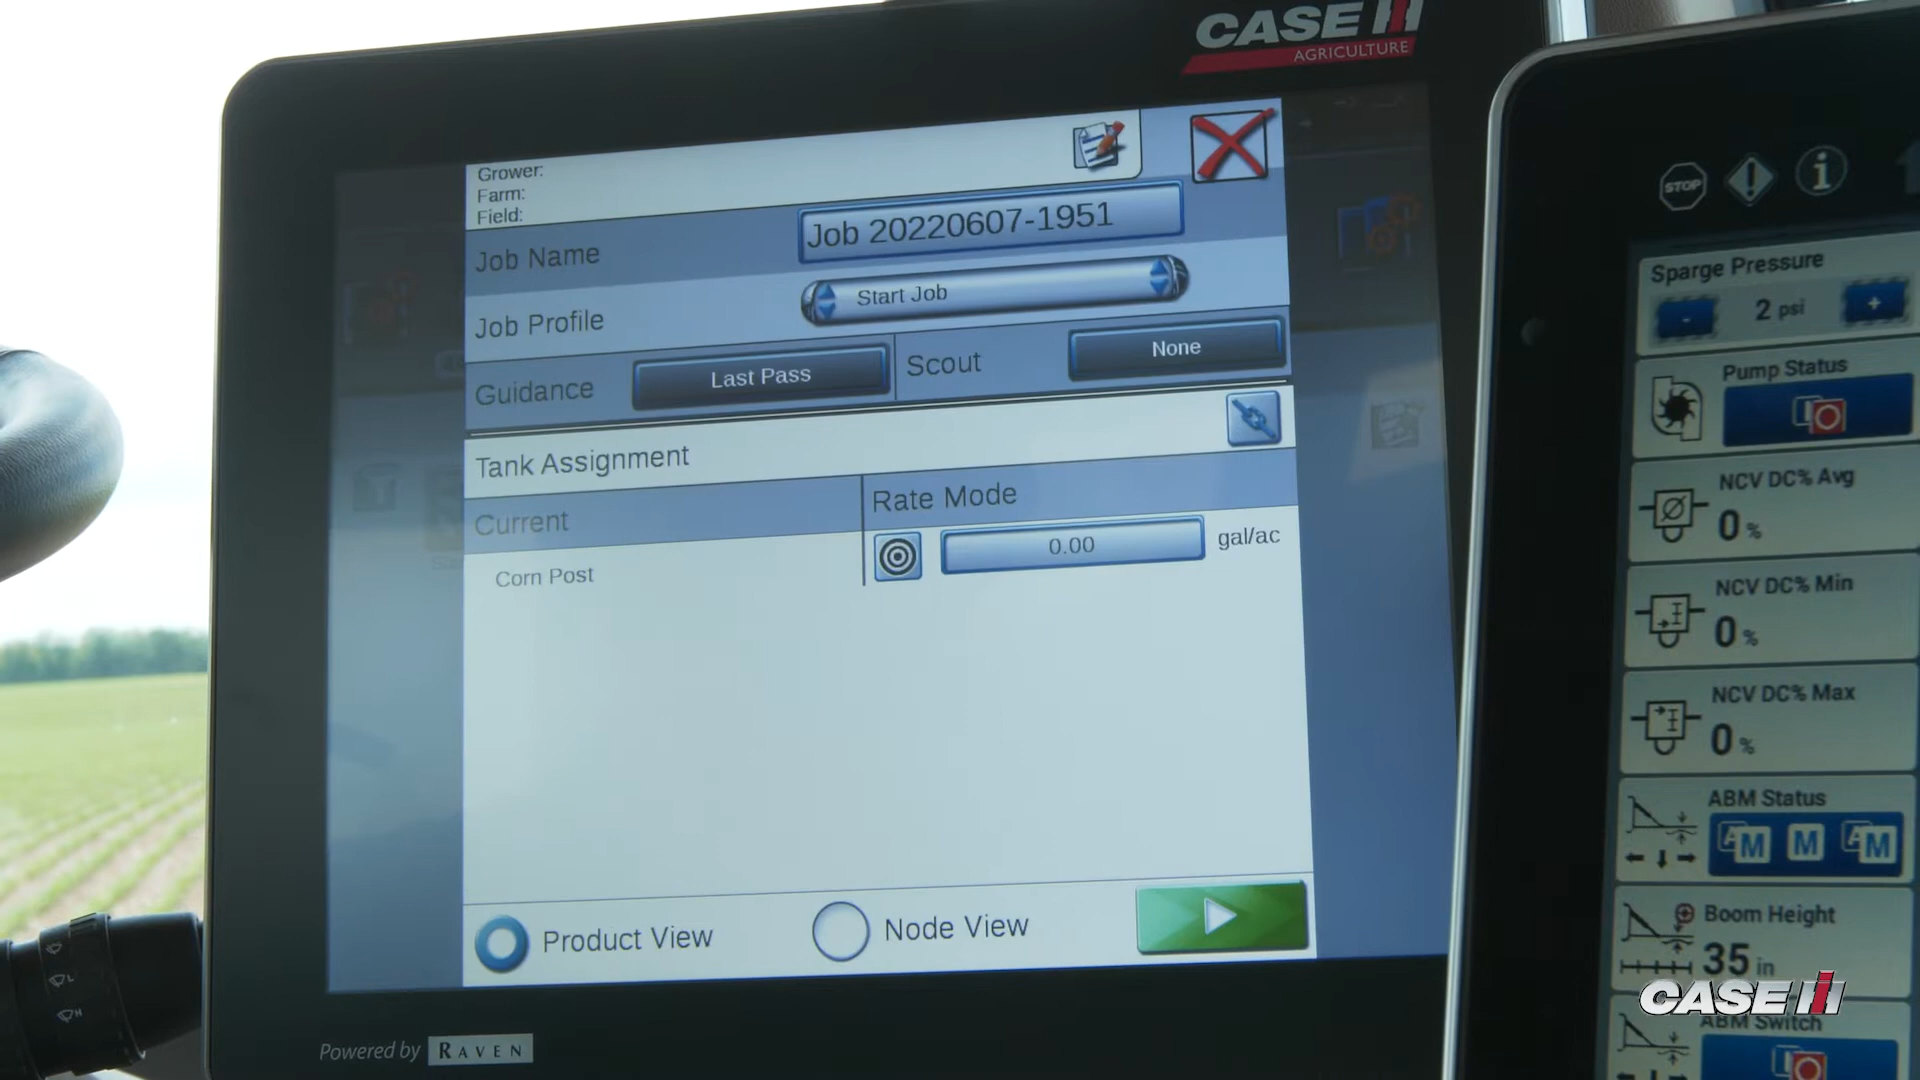 CASE IH
AGRICULTURE
Grower:
Farm:
Field:
Job Name
Job 20220607-1951
Job Profile
Start Job
Guidance
Last Pass
Scout
None
Tank Assignment
Current
Rate Mode
Corn Post
0.00
gal/ac
Product View
Node View
Powered by RAVEN
STOP
Sparge Pressure
- 2 psi +
Pump Status
NCV DC% Avg
0 %
NCV DC% Min
0 %
NCV DC% Max
0 %
ABM Status
AM M AM
Boom Height
35 in
ABM Switch
CASE IH